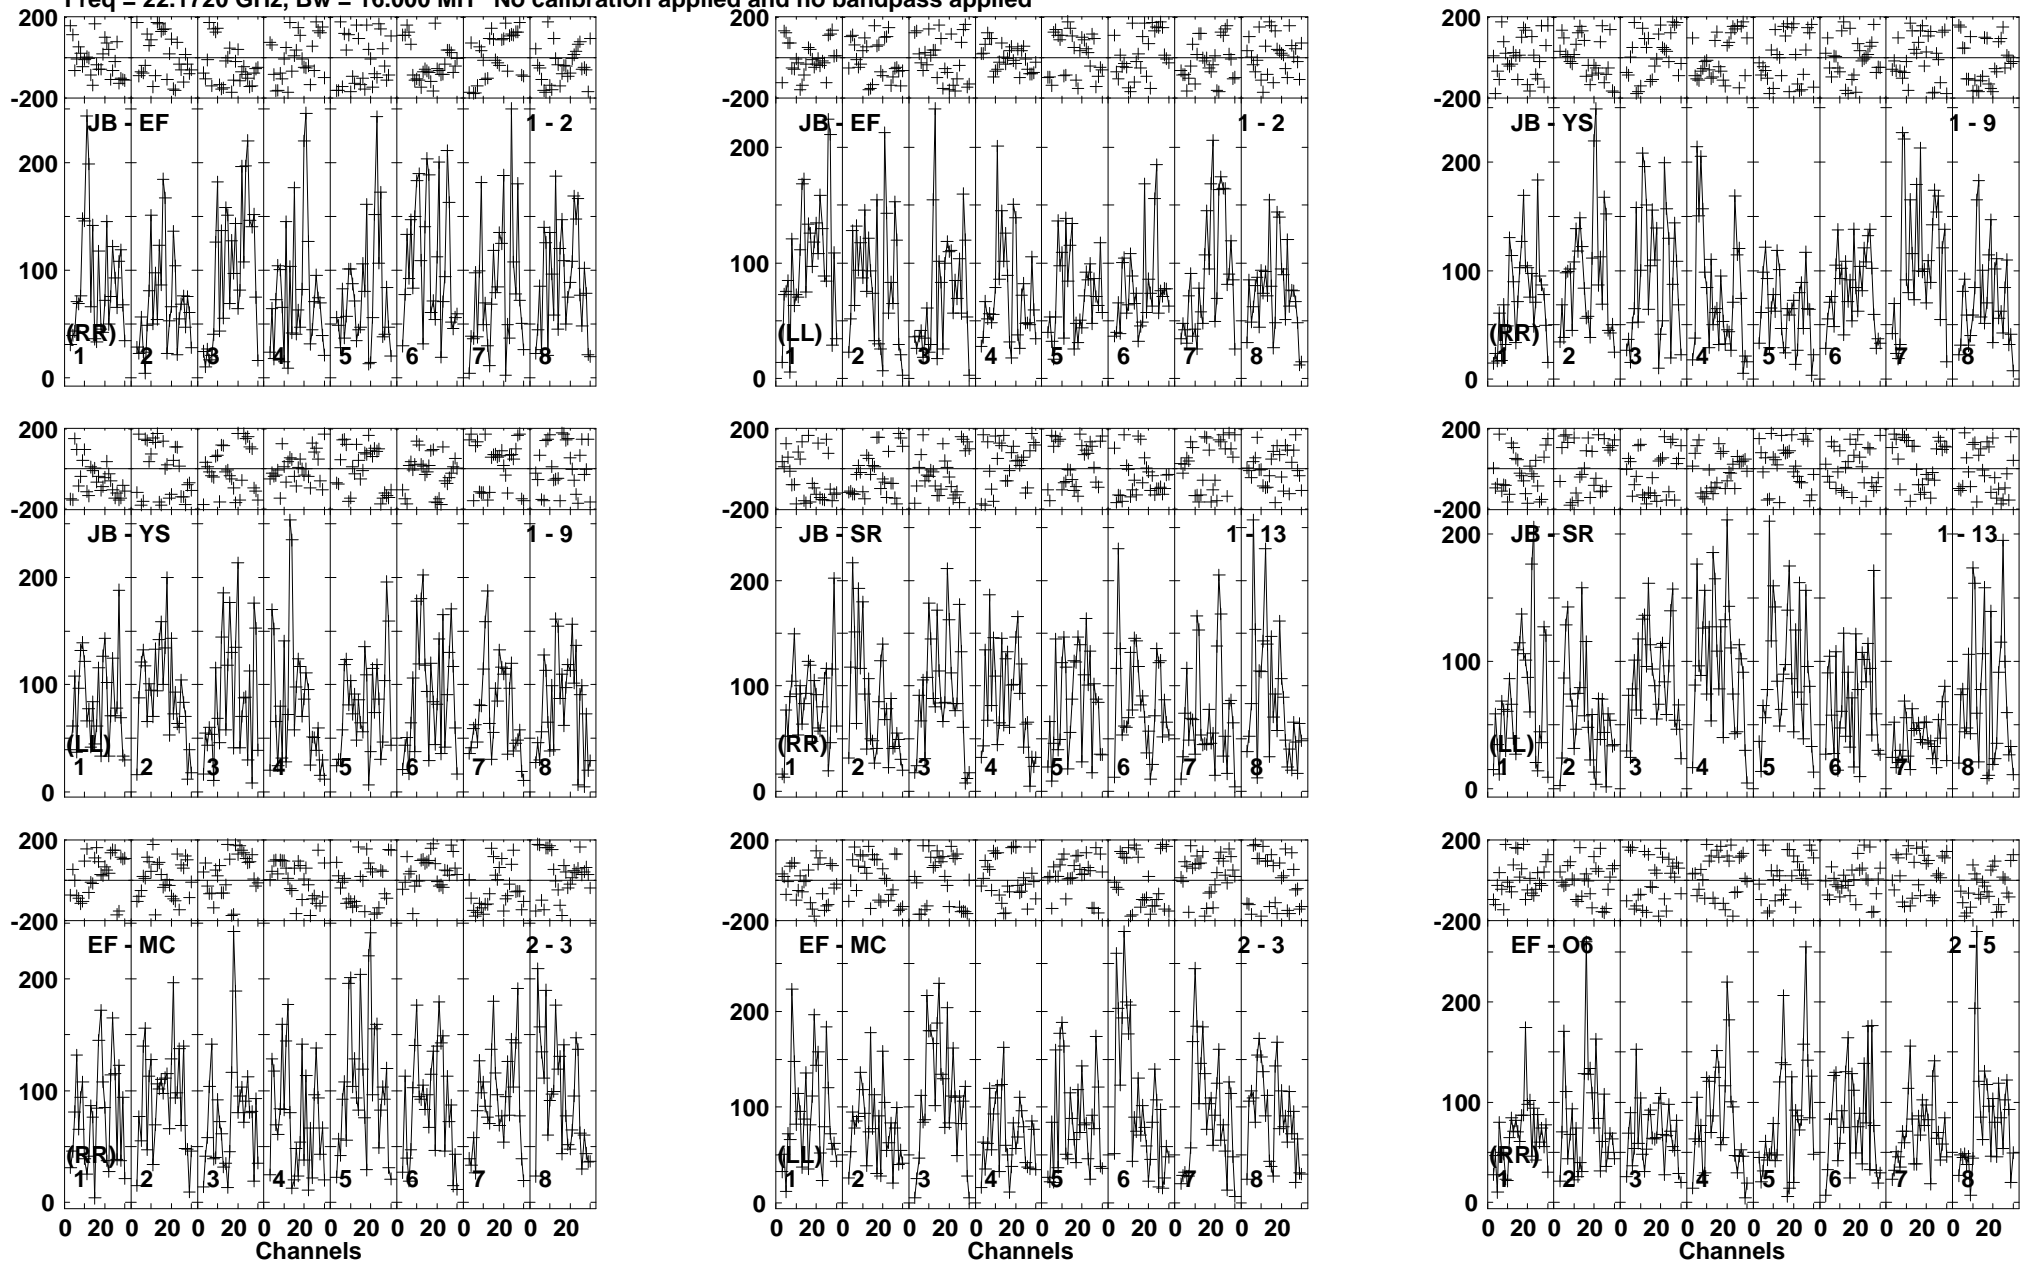 Freq = 22.1720 GHz, Bw = 16.000 MH No calibration applied and no bandpass applied
200 200 200
-200 -200 -200
JB - EF 1 - 2 JB - EF 1 - 2 JB - YS 1 - 9
200 200 200
100 100 100
(RR) (LL) (RR)
1 2 3 4 5 6 7 8 1 2 3 4 5 6 7 8 1 2 3 4 5 6 7 8
0 0 0
200 200 200
-200 -200 -200
JB - YS 1 - 9 JB - SR 1 - 13 JB - SR 1 - 13
200 200 200
100 100 100
(LL) (RR) (LL)
1 2 3 4 5 6 7 8 1 2 3 4 5 6 7 8 1 2 3 4 5 6 7 8
0 0 0
200 200 200
-200 -200 -200
EF - MC 2 - 3 EF - MC 2 - 3 EF - O6 2 - 5
200 200 200
100 100 100
(RR) (LL) (RR)
1 2 3 4 5 6 7 8 1 2 3 4 5 6 7 8 1 2 3 4 5 6 7 8
0 0 0
0 20 0 20 0 20 0 20 0 20 0 20 0 20 0 20 0 20 0 20 0 20 0 20 0 20 0 20 0 20 0 20 0 20 0 20 0 20 0 20 0 20 0 20 0 20 0 20
Channels Channels